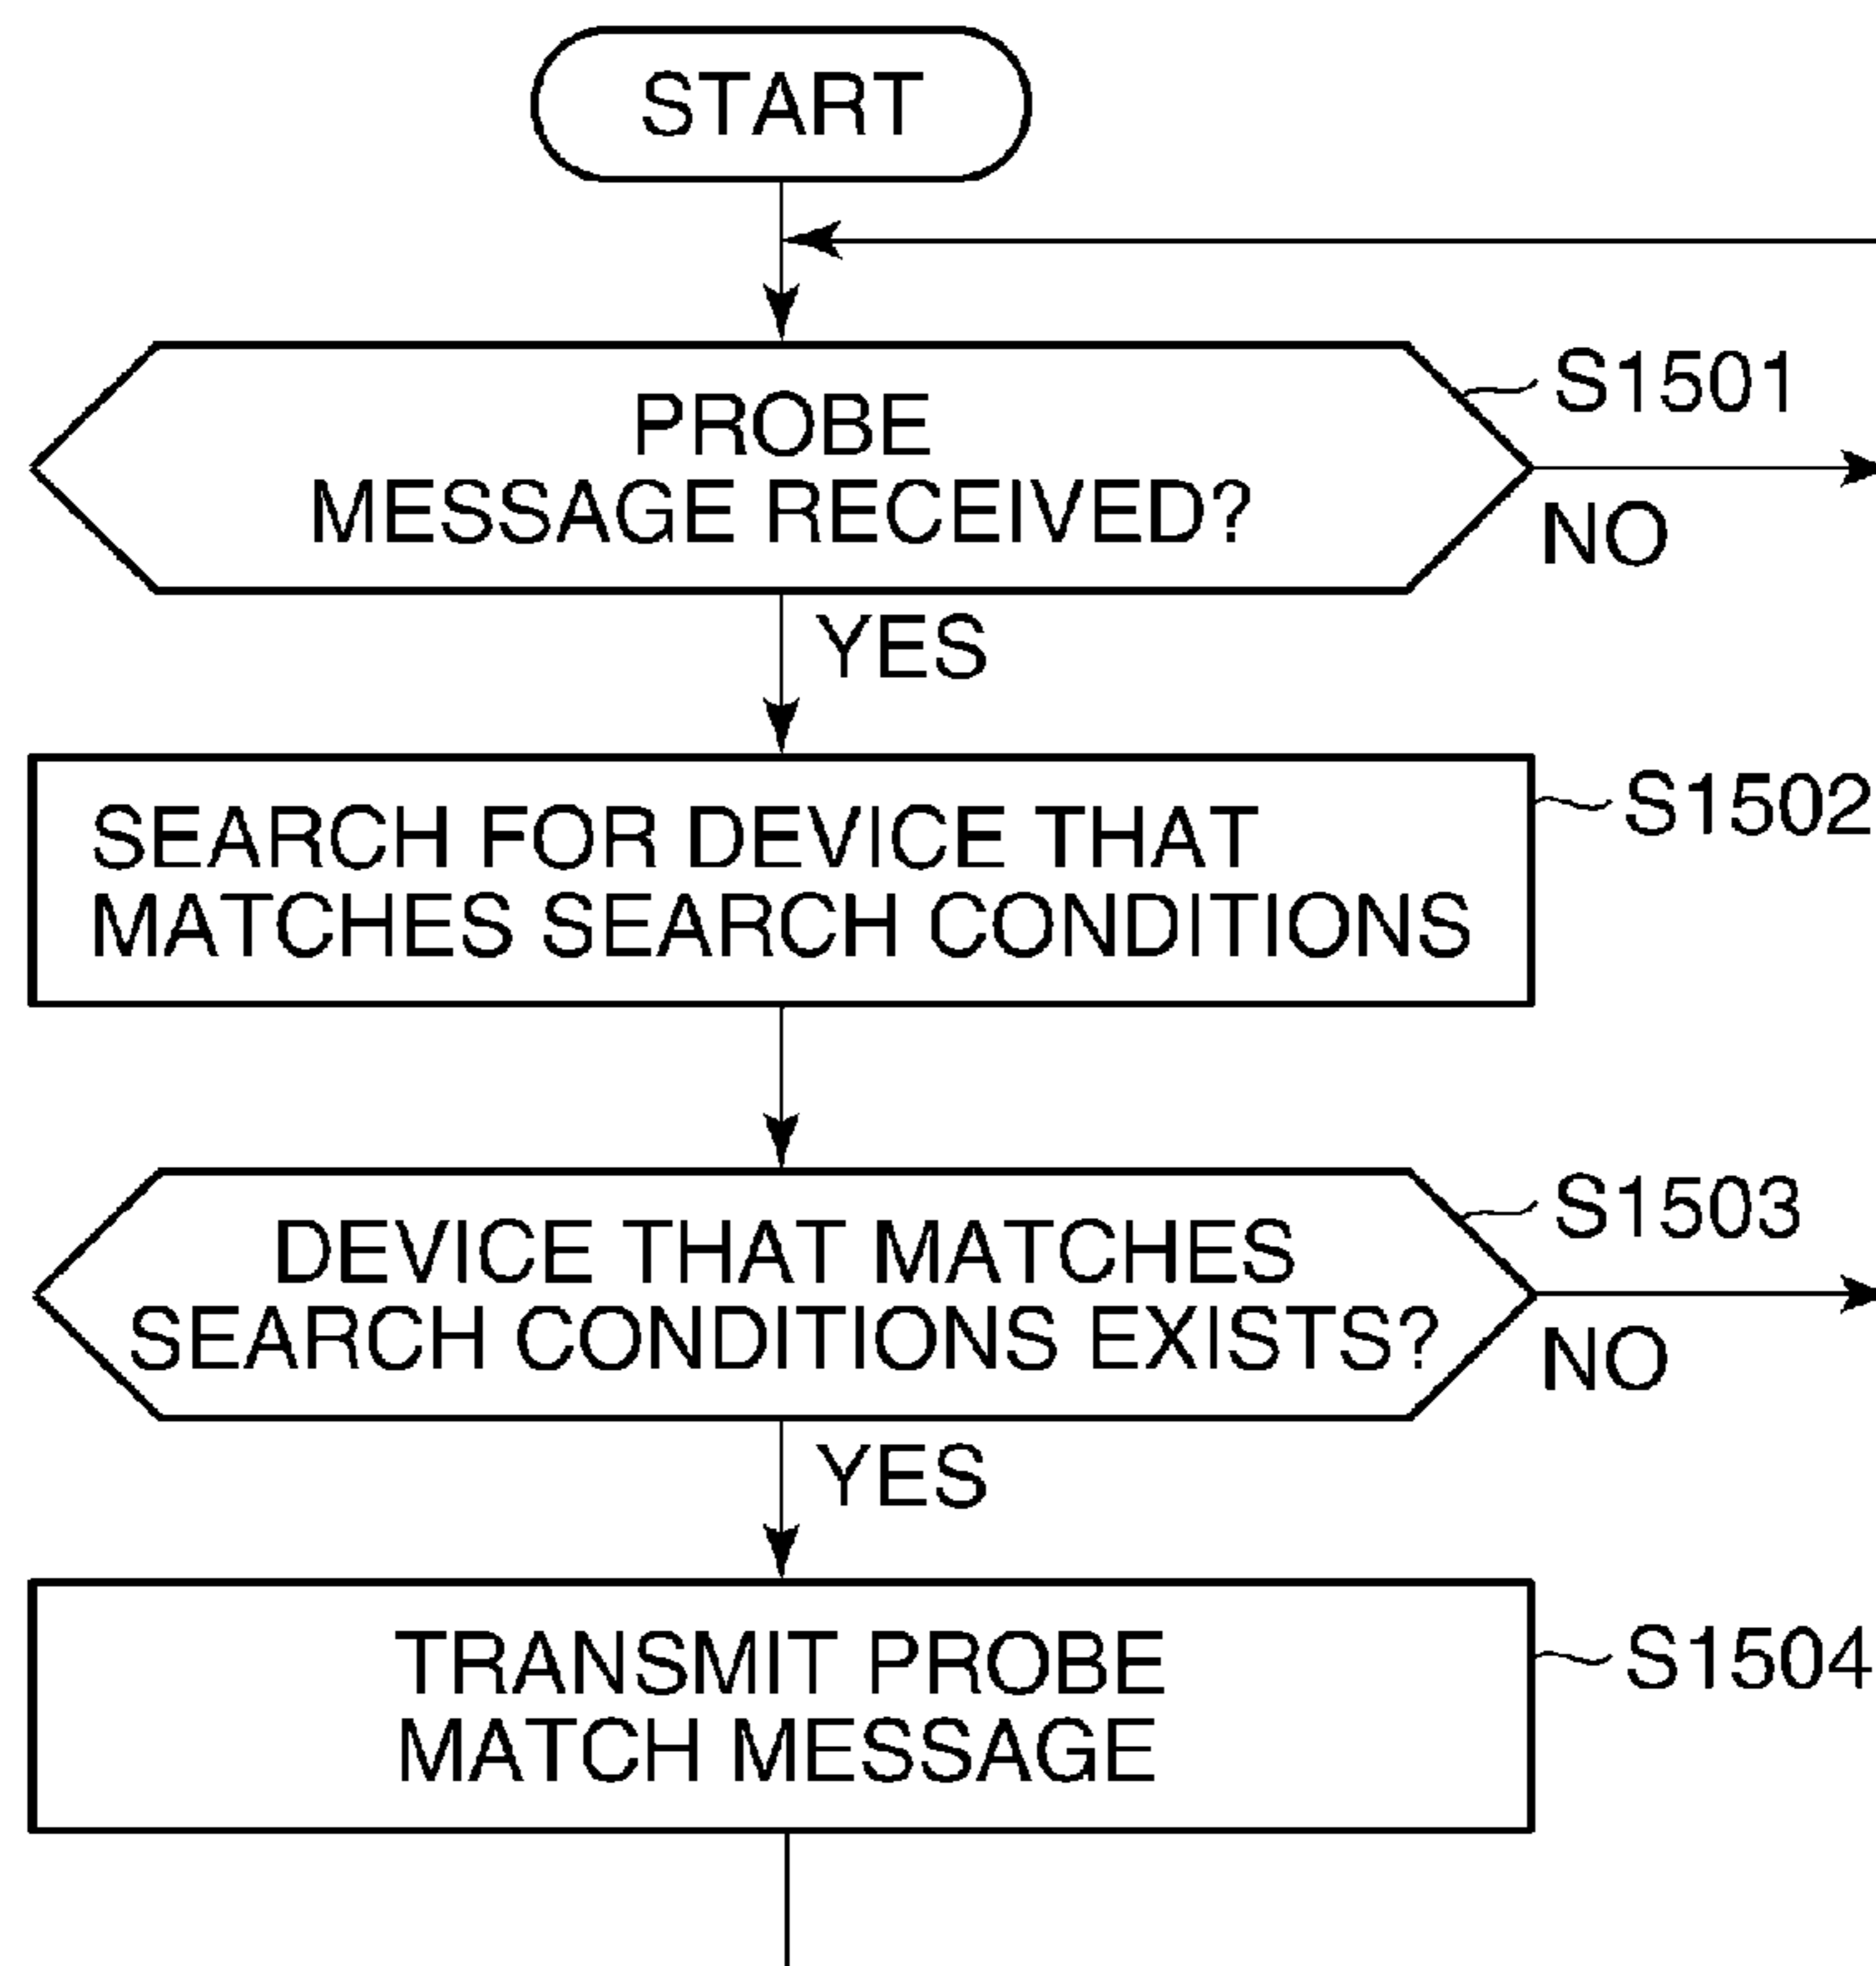 START
PROBE
MESSAGE RECEIVED?
S1501
NO
YES
SEARCH FOR DEVICE THAT
MATCHES SEARCH CONDITIONS
S1502
DEVICE THAT MATCHES
SEARCH CONDITIONS EXISTS?
S1503
NO
YES
TRANSMIT PROBE
MATCH MESSAGE
S1504